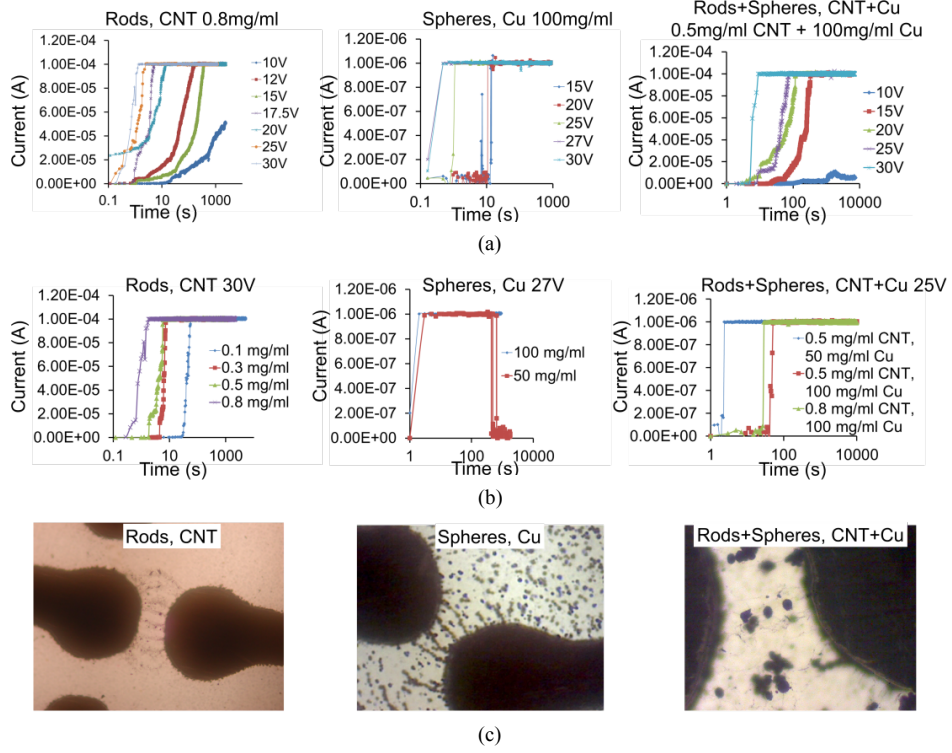 Rods, CNT 0.8mg/ml
Current (A)
1.20E-04
1.00E-04
8.00E-05
6.00E-05
4.00E-05
2.00E-05
0.00E+00
0.1 10 1000
Time (s)
10V
12V
15V
17.5V
20V
25V
30V
Spheres, Cu 100mg/ml
Current (A)
1.20E-06
1.00E-06
8.00E-07
6.00E-07
4.00E-07
2.00E-07
0.00E+00
0.1 10 1000
Time (s)
15V
20V
25V
27V
30V
Rods+Spheres, CNT+Cu
0.5mg/ml CNT + 100mg/ml Cu
Current (A)
1.20E-04
1.00E-04
8.00E-05
6.00E-05
4.00E-05
2.00E-05
0.00E+00
1 100 10000
Time (s)
10V
15V
20V
25V
30V
(a)
Rods, CNT 30V
Current (A)
1.20E-04
1.00E-04
8.00E-05
6.00E-05
4.00E-05
2.00E-05
0.00E+00
0.1 10 1000
Time (s)
0.1 mg/ml
0.3 mg/ml
0.5 mg/ml
0.8 mg/ml
Spheres, Cu 27V
Current (A)
1.20E-06
1.00E-06
8.00E-07
6.00E-07
4.00E-07
2.00E-07
0.00E+00
1 100 10000
Time (s)
100 mg/ml
50 mg/ml
Rods+Spheres, CNT+Cu 25V
Current (A)
1.20E-06
1.00E-06
8.00E-07
6.00E-07
4.00E-07
2.00E-07
0.00E+00
1 100 10000
Time (s)
0.5 mg/ml CNT,
50 mg/ml Cu
0.5 mg/ml CNT,
100 mg/ml Cu
0.8 mg/ml CNT,
100 mg/ml Cu
(b)
Rods, CNT
Spheres, Cu
Rods+Spheres, CNT+Cu
(c)